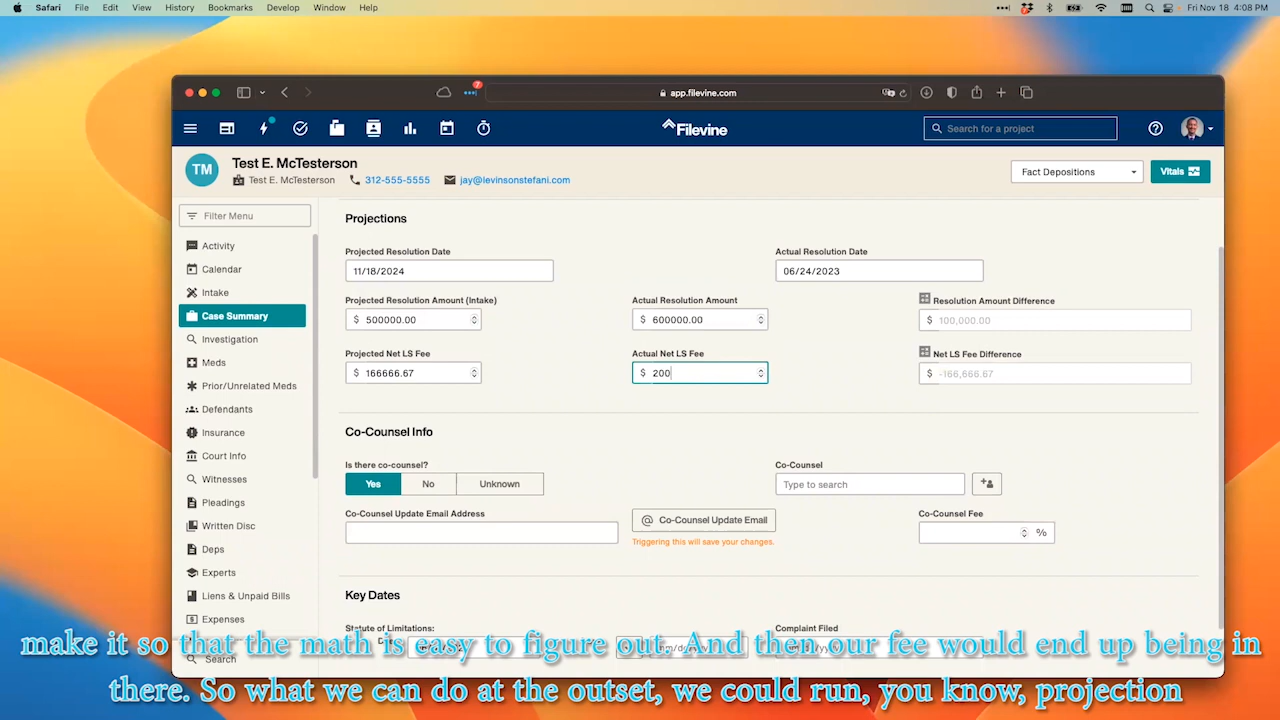 Safari File Edit View History Bookmarks Develop Window Help Fri Nov 18 4:08 PM
7 app.filevine.com
Filevine Search for a project
TM Test E. McTesterson
Test E. McTesterson 312-555-5555 jay@levinsonstefani.com Fact Depositions Vitals
Filter Menu
Activity
Calendar
Intake
Case Summary
Investigation
Meds
Prior/Unrelated Meds
Defendants
Insurance
Court Info
Witnesses
Pleadings
Written Disc
Deps
Experts
Liens & Unpaid Bills
Expenses
Search
Projections
Projected Resolution Date Actual Resolution Date
11/18/2024 06/24/2023
Projected Resolution Amount (Intake) Actual Resolution Amount Resolution Amount Difference
$ 500000.00 $ 600000.00 $ 100,000.00
Projected Net LS Fee Actual Net LS Fee Net LS Fee Difference
$ 166666.67 $ 200 $ -166,666.67
Co-Counsel Info
Is there co-counsel? Co-Counsel
Yes No Unknown Type to search
Co-Counsel Update Email Address @ Co-Counsel Update Email Co-Counsel Fee
%
Triggering this will save your changes.
Key Dates
Statute of Limitations: Complaint Filed
make it so that the math is easy to figure out. And then our fee would end up being in
there. So what we can do at the outset, we could run, you know, projection